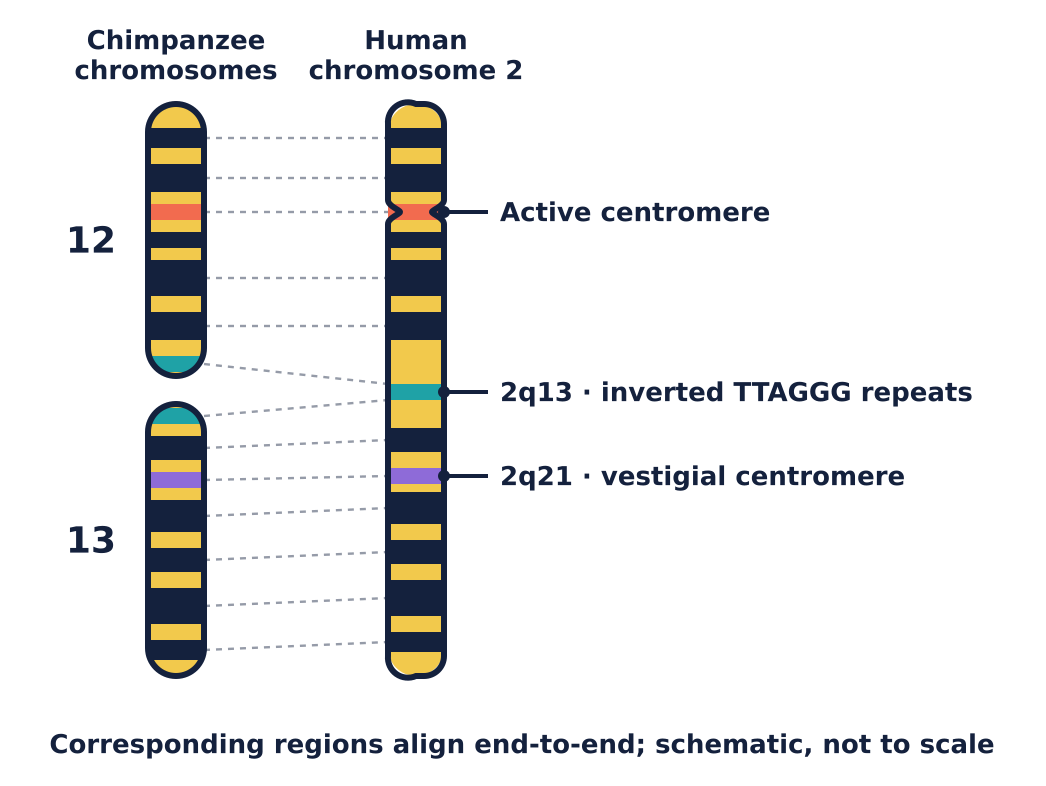 Chimpanzee
chromosomes
Human
chromosome 2
12
Active centromere
2q13 · inverted TTAGGG repeats
2q21 · vestigial centromere
13
Corresponding regions align end-to-end; schematic, not to scale